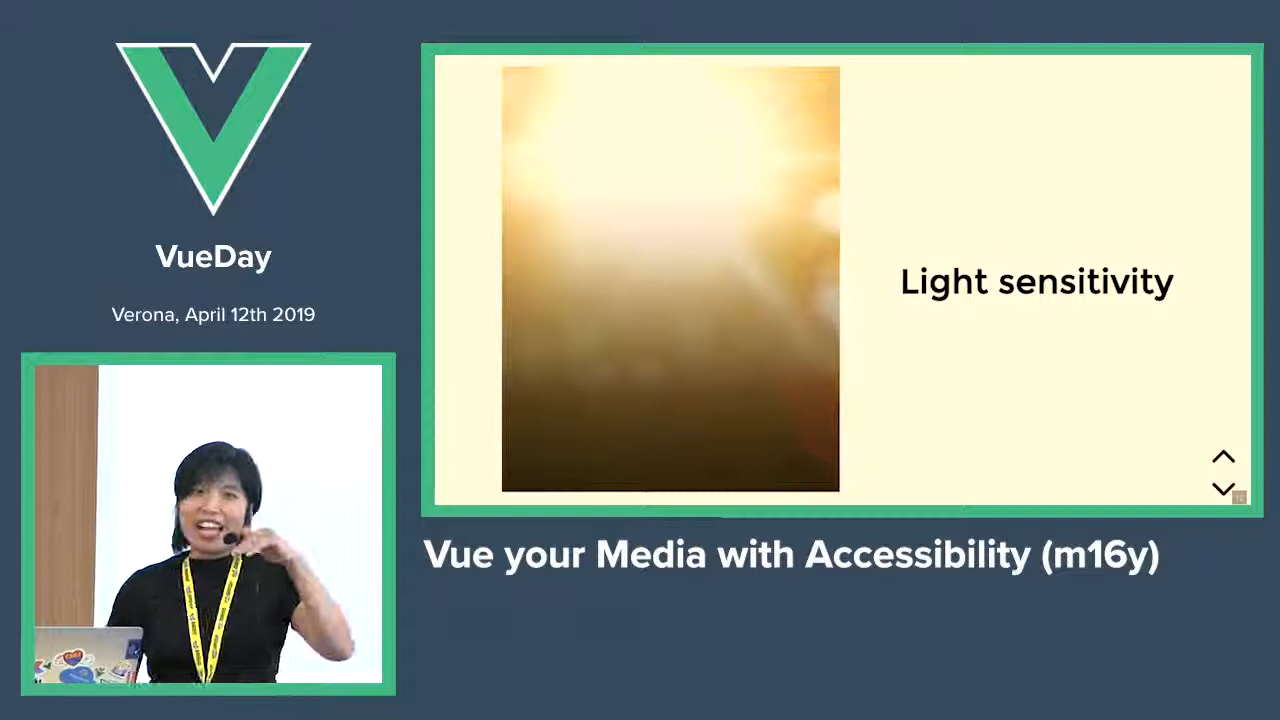 VueDay
Verona, April 12th 2019
Light sensitivity
Vue your Media with Accessibility (m16y)